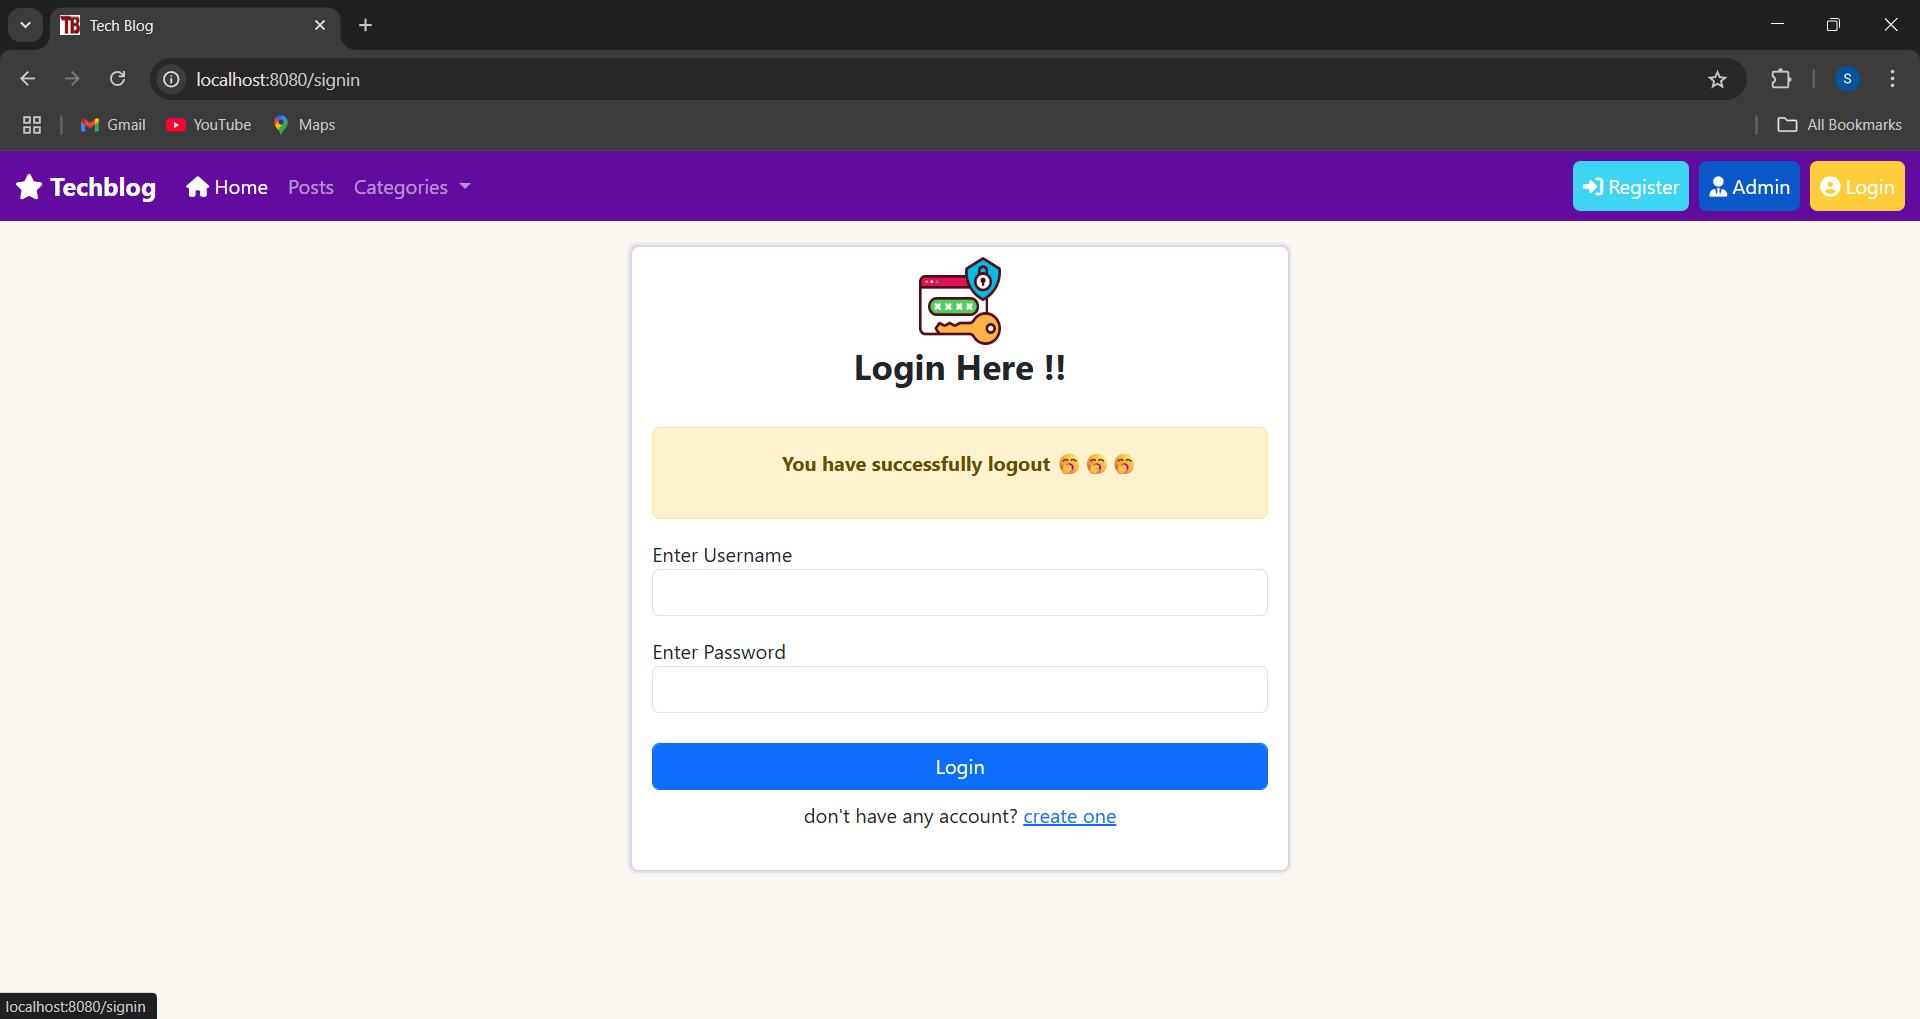 TB Tech Blog
localhost:8080/signin
S
Gmail YouTube Maps All Bookmarks
Techblog Home Posts Categories Register Admin Login
Login Here !!
You have successfully logout 🥱 🥱 🥱
Enter Username
Enter Password
Login
don't have any account? create one
localhost:8080/signin